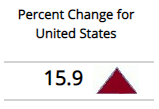 Percent Change for
United States
15.9